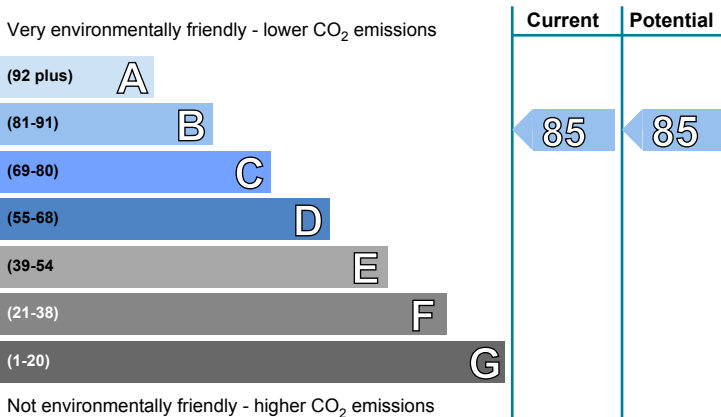 Current Potential
Very environmentally friendly - lower CO2 emissions
(92 plus) A
(81-91) B 85 85
(69-80) C
(55-68) D
(39-54 E
(21-38) F
(1-20) G
Not environmentally friendly - higher CO2 emissions